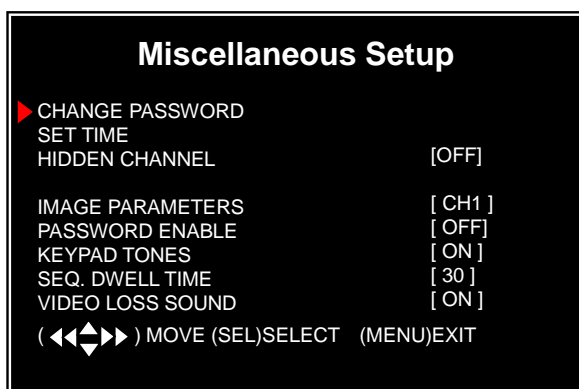 Miscellaneous Setup
CHANGE PASSWORD
SET TIME
HIDDEN CHANNEL [OFF]
IMAGE PARAMETERS [ CH1 ]
PASSWORD ENABLE [ OFF]
KEYPAD TONES [ ON ]
SEQ. DWELL TIME [ 30 ]
VIDEO LOSS SOUND [ ON ]
( ) MOVE (SEL)SELECT (MENU)EXIT